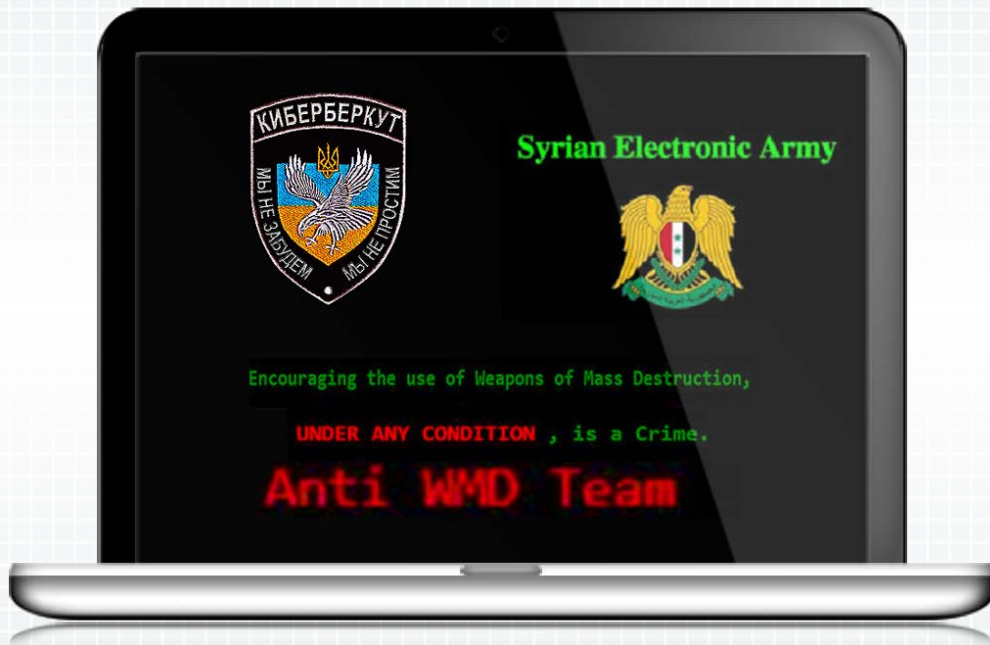 КИБЕРБЕРКУТ
МЫ НЕ ЗАБУДЕМ
МЫ НЕ ПРОСТИМ
Syrian Electronic Army
Encouraging the use of Weapons of Mass Destruction,
UNDER ANY CONDITION , is a Crime.
Anti WMD Team